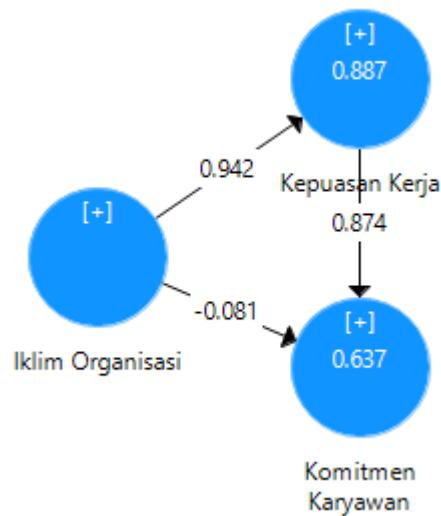 [+]
0.887
0.942
Kepuasan Kerja
[+]
0.874
-0.081
[+]
Iklim Organisasi
0.637
Komitmen
Karyawan